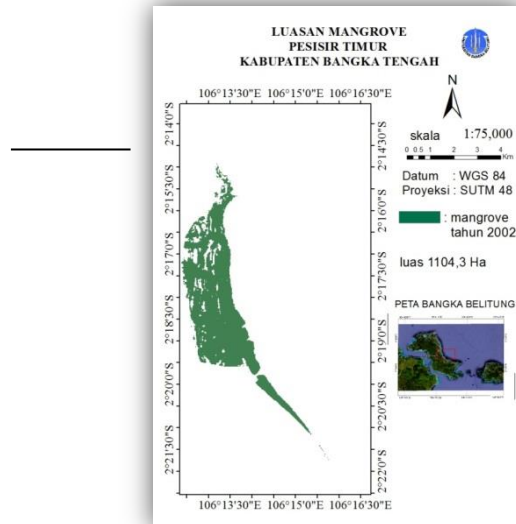 LUASAN MANGROVE
PESISIR TIMUR
KABUPATEN BANGKA TENGAH
N
skala 1:75,000
0 0.5 1 2 3 4
Km
Datum : WGS 84
Proyeksi : SUTM 48
: mangrove
tahun 2002
luas 1104,3 Ha
PETA BANGKA BELITUNG
106°13'30"E 106°15'0"E 106°16'30"E
2°14'0"S
2°15'30"S
2°17'0"S
2°18'30"S
2°20'0"S
2°21'30"S
2°14'30"S
2°16'0"S
2°17'30"S
2°19'0"S
2°20'30"S
2°22'0"S
106°13'30"E 106°15'0"E 106°16'30"E